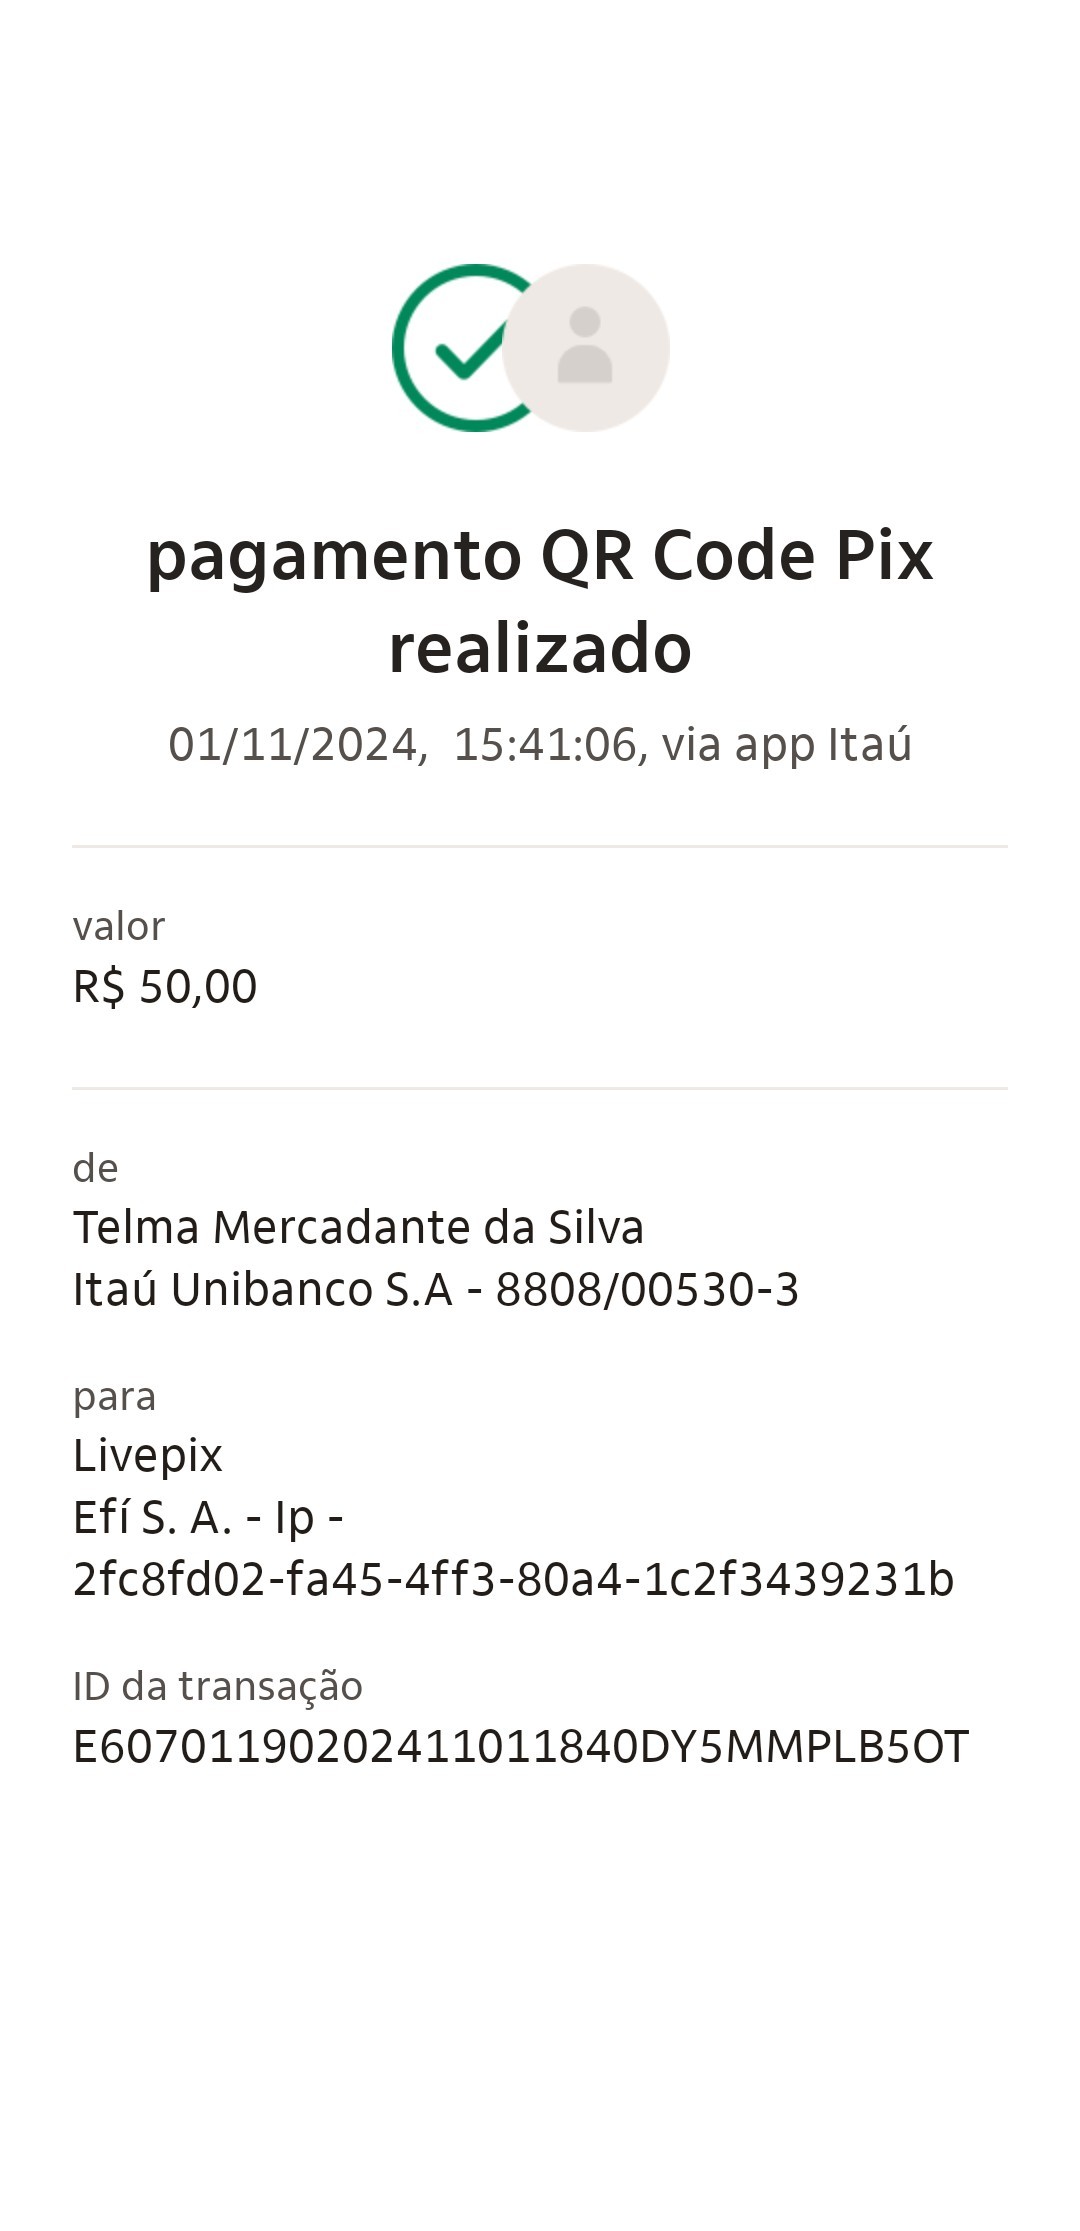 pagamento QR Code Pix
realizado
01/11/2024,  15:41:06, via app Itaú
valor
R$ 50,00
de
Telma Mercadante da Silva
Itaú Unibanco S.A - 8808/00530-3
para
Livepix
Efí S. A. - Ip -
2fc8fd02-fa45-4ff3-80a4-1c2f3439231b
ID da transação
E60701190202411011840DY5MMPLB5OT